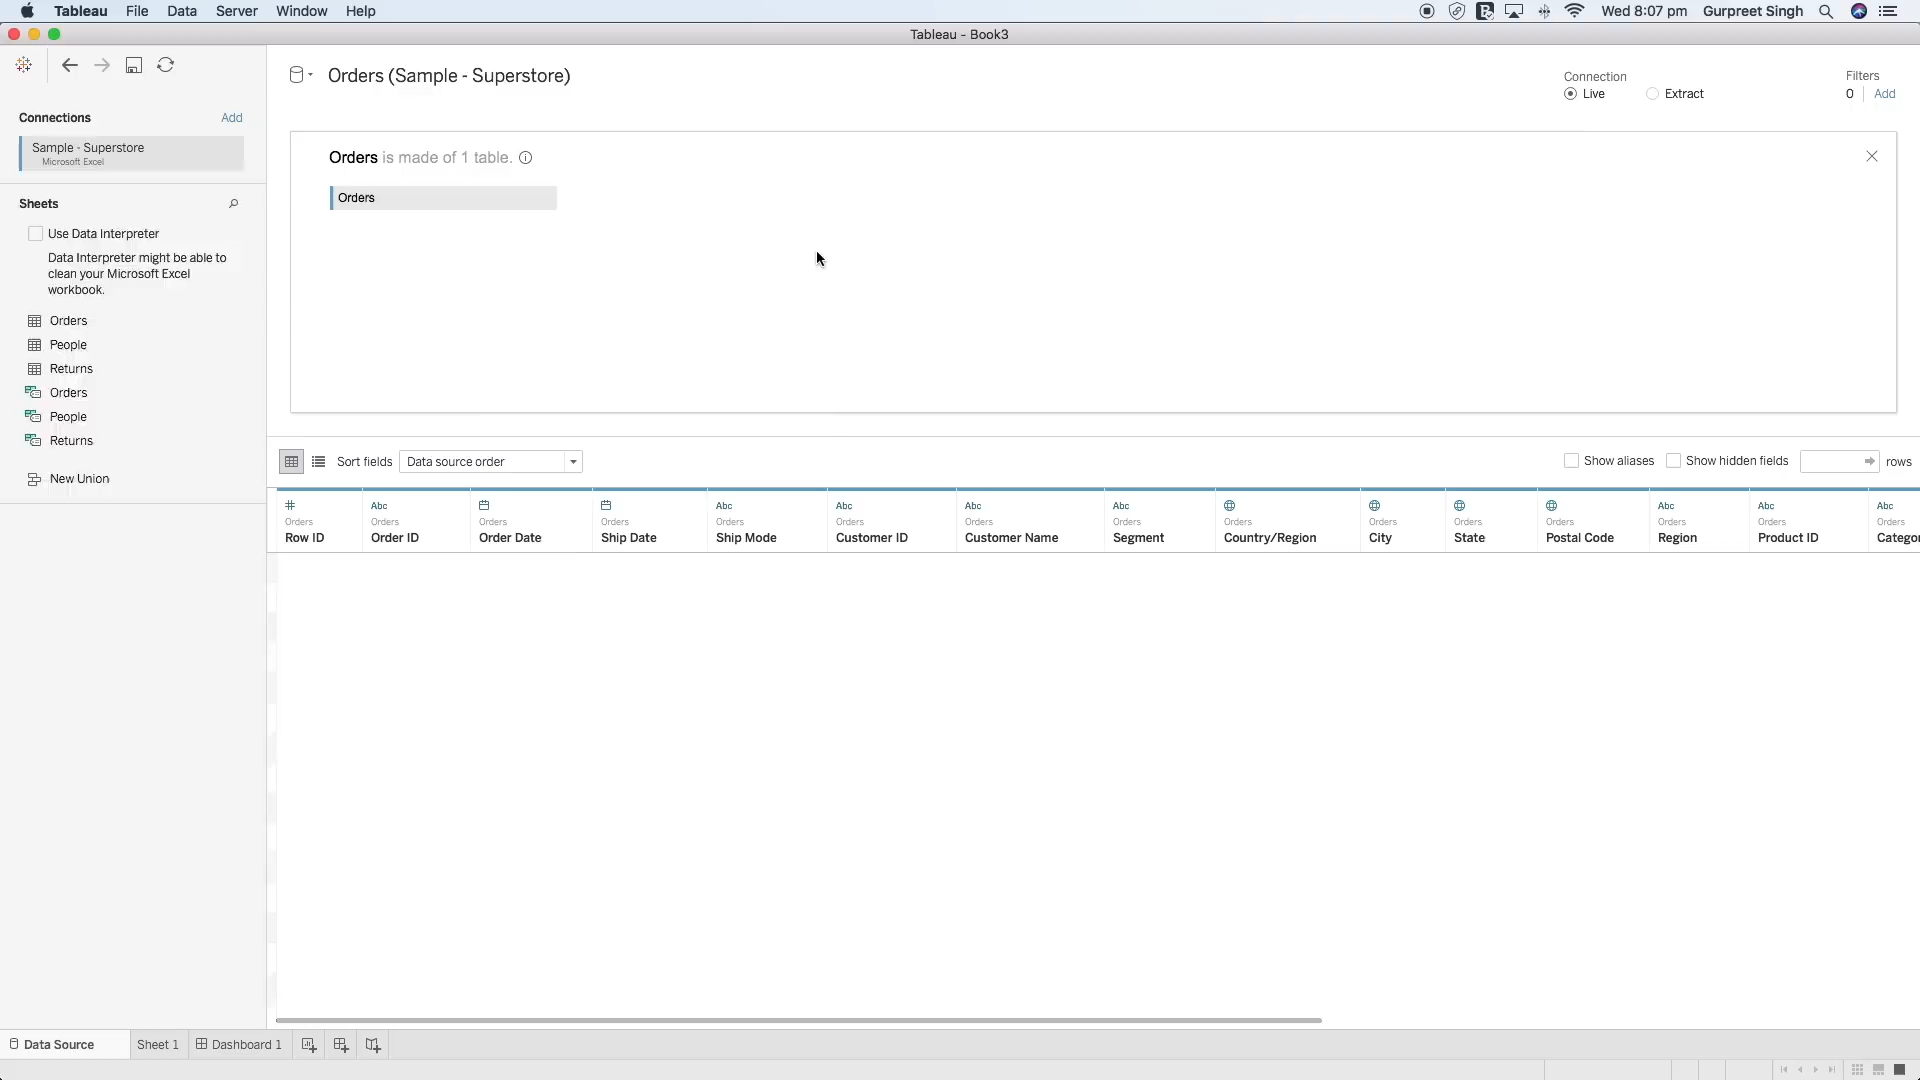 Tableau File Data Server Window Help
Wed 8:07 pm Gurpreet Singh
Tableau - Book3
Orders (Sample - Superstore)
Connection
Live Extract
Filters
0 Add
Connections Add
Sample - Superstore
Microsoft Excel
Sheets
Use Data Interpreter
Data Interpreter might be able to
clean your Microsoft Excel
workbook.
Orders
People
Returns
Orders
People
Returns
New Union
Orders is made of 1 table.
Orders
Sort fields Data source order
Show aliases Show hidden fields rows
# Abc Abc Abc Abc Abc Abc Abc Abc
Orders Orders Orders Orders Orders Orders Orders Orders Orders Orders Orders Orders Orders Orders Orders
Row ID Order ID Order Date Ship Date Ship Mode Customer ID Customer Name Segment Country/Region City State Postal Code Region Product ID Catego
Data Source Sheet 1 Dashboard 1